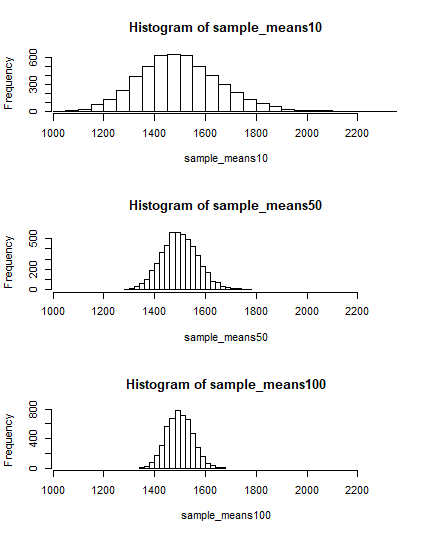 Histogram of sample_means10
Frequency
600
300
0
1000 1200 1400 1600 1800 2000 2200
sample_means10
Histogram of sample_means50
Frequency
500
200
0
1000 1200 1400 1600 1800 2000 2200
sample_means50
Histogram of sample_means100
Frequency
800
400
0
1000 1200 1400 1600 1800 2000 2200
sample_means100